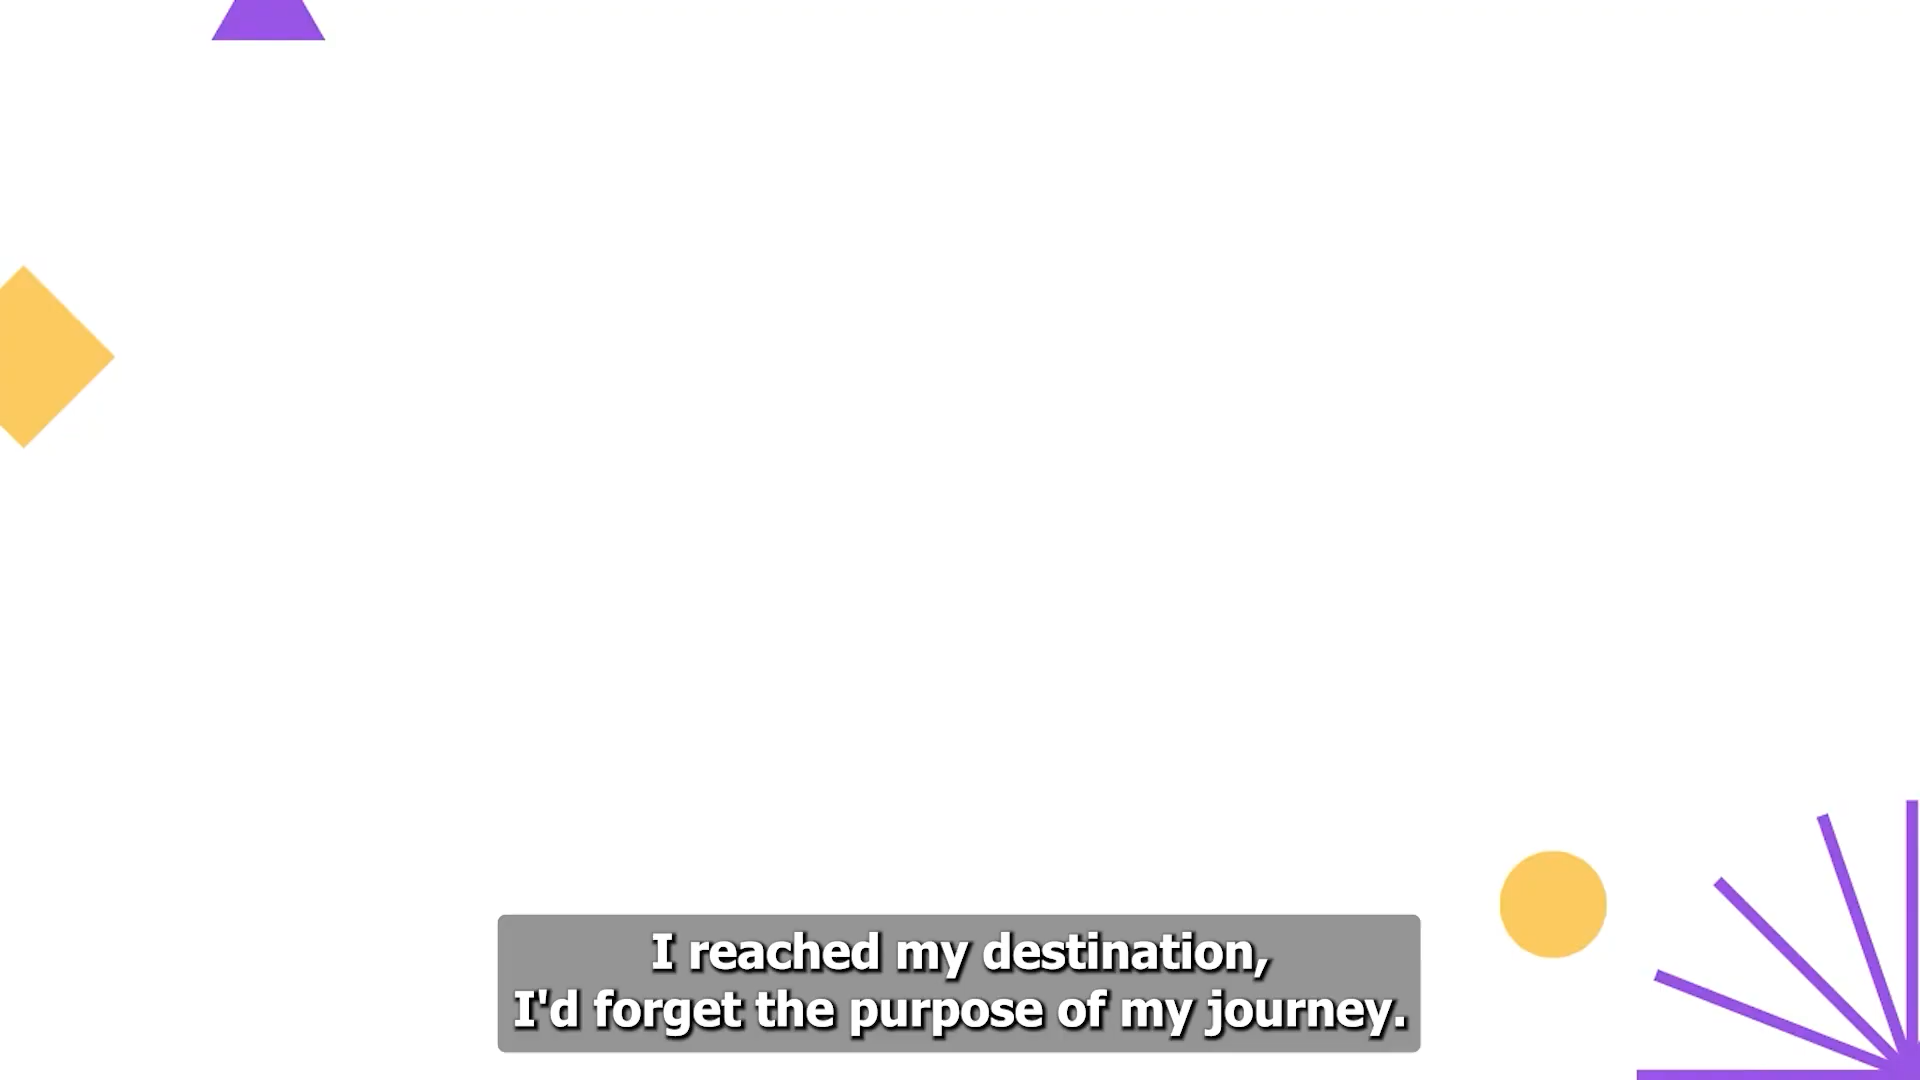 I reached my destination,
I'd forget the purpose of my journey.